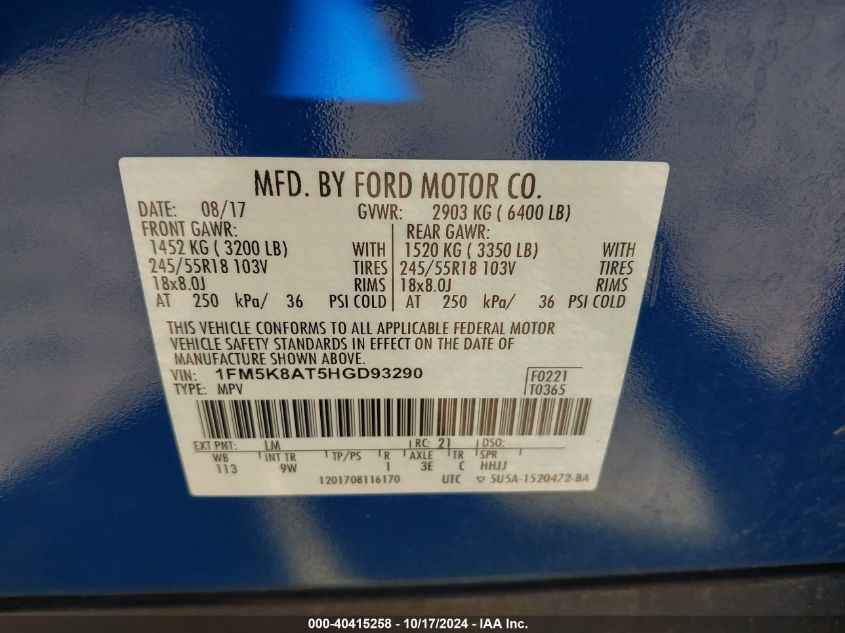 MFD. BY FORD MOTOR CO.
DATE: 08/17 GVWR: 2903 KG ( 6400 LB)
FRONT GAWR: REAR GAWR:
1452 KG ( 3200 LB) WITH 1520 KG ( 3350 LB) WITH
245/55R18 103V TIRES 245/55R18 103V TIRES
18x8.0J RIMS 18x8.0J RIMS
AT 250 kPa/ 36 PSI COLD AT 250 kPa/ 36 PSI COLD
THIS VEHICLE CONFORMS TO ALL APPLICABLE FEDERAL MOTOR
VEHICLE SAFETY STANDARDS IN EFFECT ON THE DATE OF
MANUFACTURE SHOWN ABOVE.
VIN: 1FM5K8AT5HGD93290 F0221
TYPE: MPV T0365
EXT PNT: LM RC: 21 DSO:
WB INT TR TP/PS R AXLE TR SPR
113 9W 1 3E C HHJJ
1201708116170 UTC ▽ 5U5A-1520472-BA
000-40415258 - 10/17/2024 - IAA Inc.